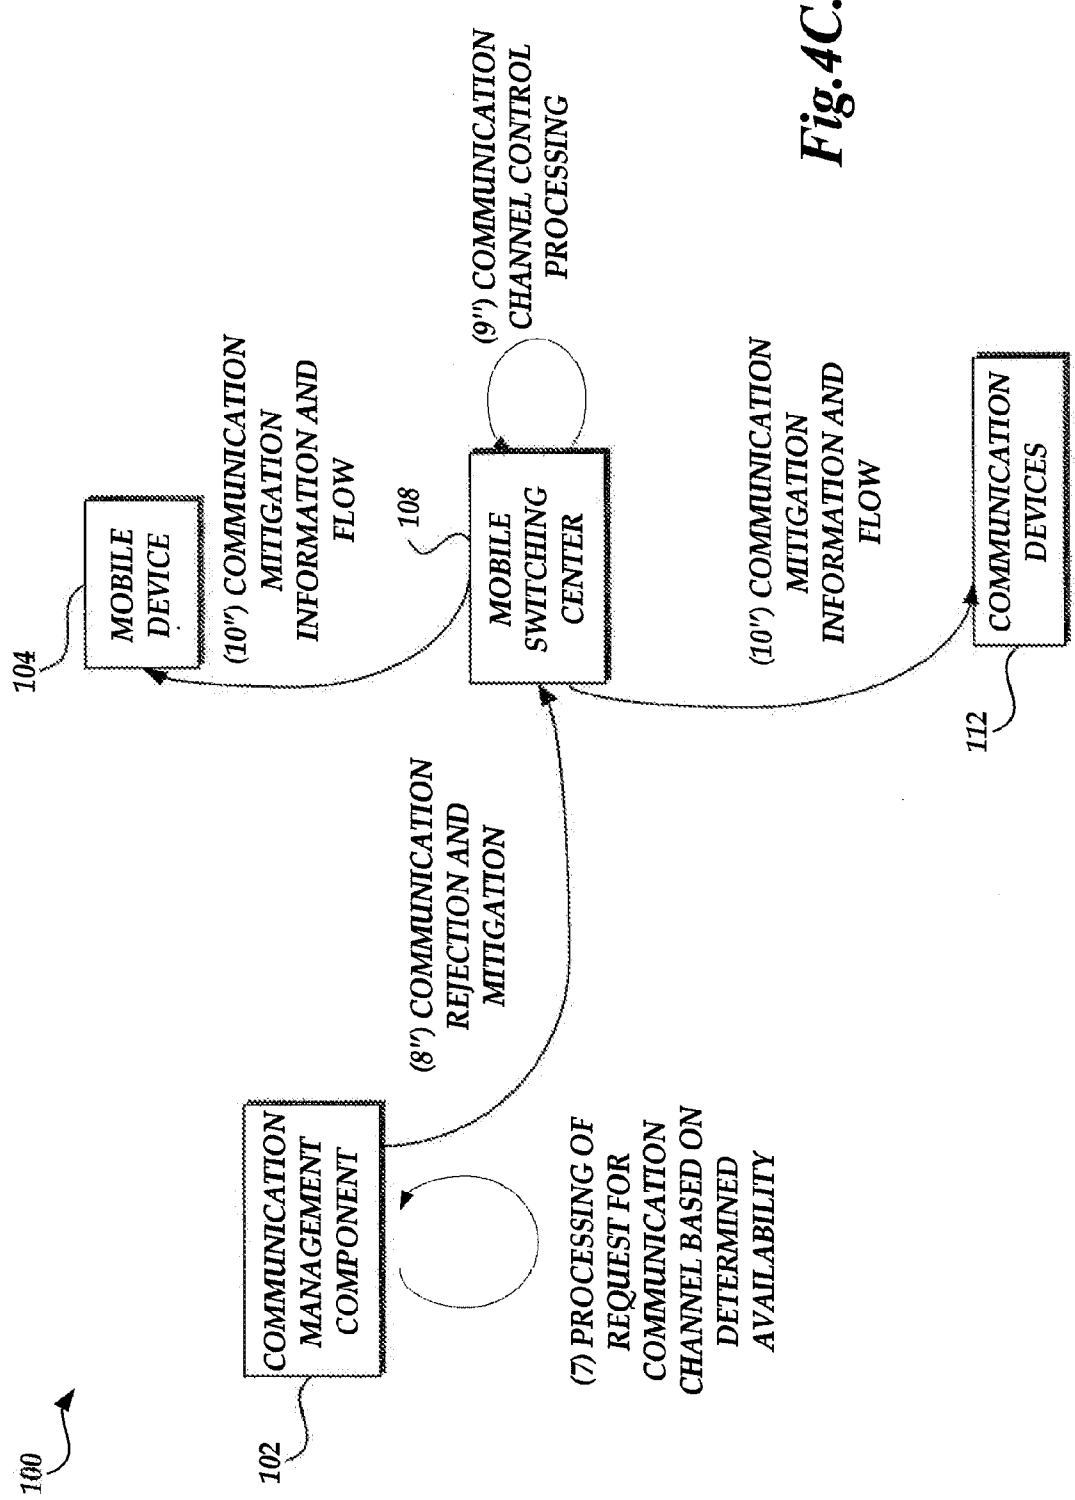 100
102
COMMUNICATION
MANAGEMENT
COMPONENT
(7) PROCESSING OF
REQUEST FOR
COMMUNICATION
CHANNEL BASED ON
DETERMINED
AVAILABILITY
(8") COMMUNICATION
REJECTION AND
MITIGATION
104
MOBILE
DEVICE
(10") COMMUNICATION
MITIGATION
INFORMATION AND
FLOW
108
MOBILE
SWITCHING
CENTER
(9") COMMUNICATION
CHANNEL CONTROL
PROCESSING
(10") COMMUNICATION
MITIGATION
INFORMATION AND
FLOW
112
COMMUNICATION
DEVICES
Fig.4C.